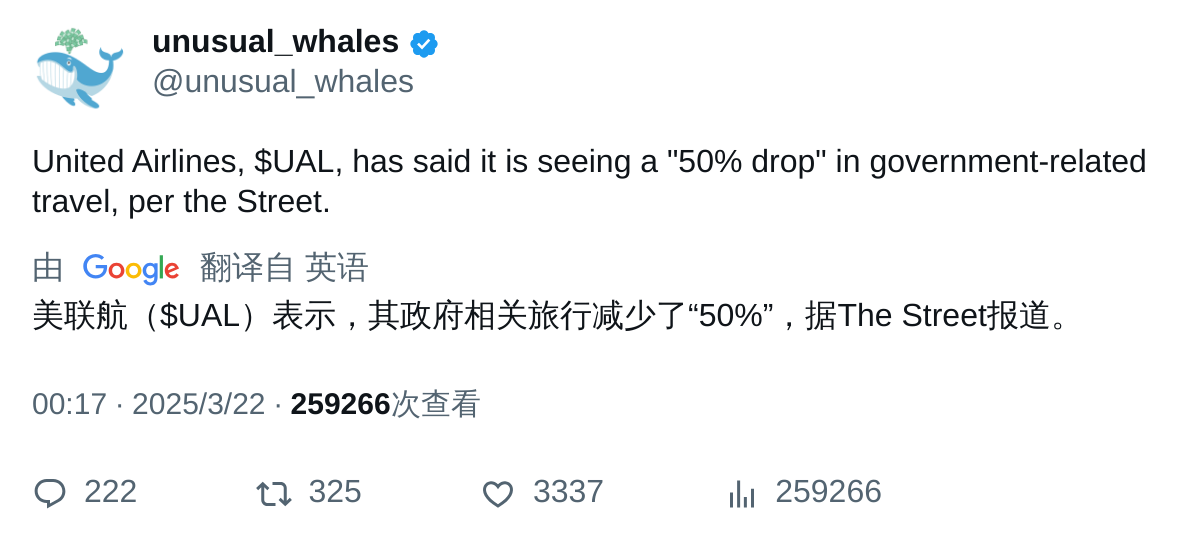 unusual_whales
@unusual_whales
United Airlines, $UAL, has said it is seeing a "50% drop" in government-related
travel, per the Street.
由 Google 翻译自 英语
美联航（$UAL）表示，其政府相关旅行减少了“50%”，据The Street报道。
00:17 · 2025/3/22 · 259266次查看
222 325 3337 259266